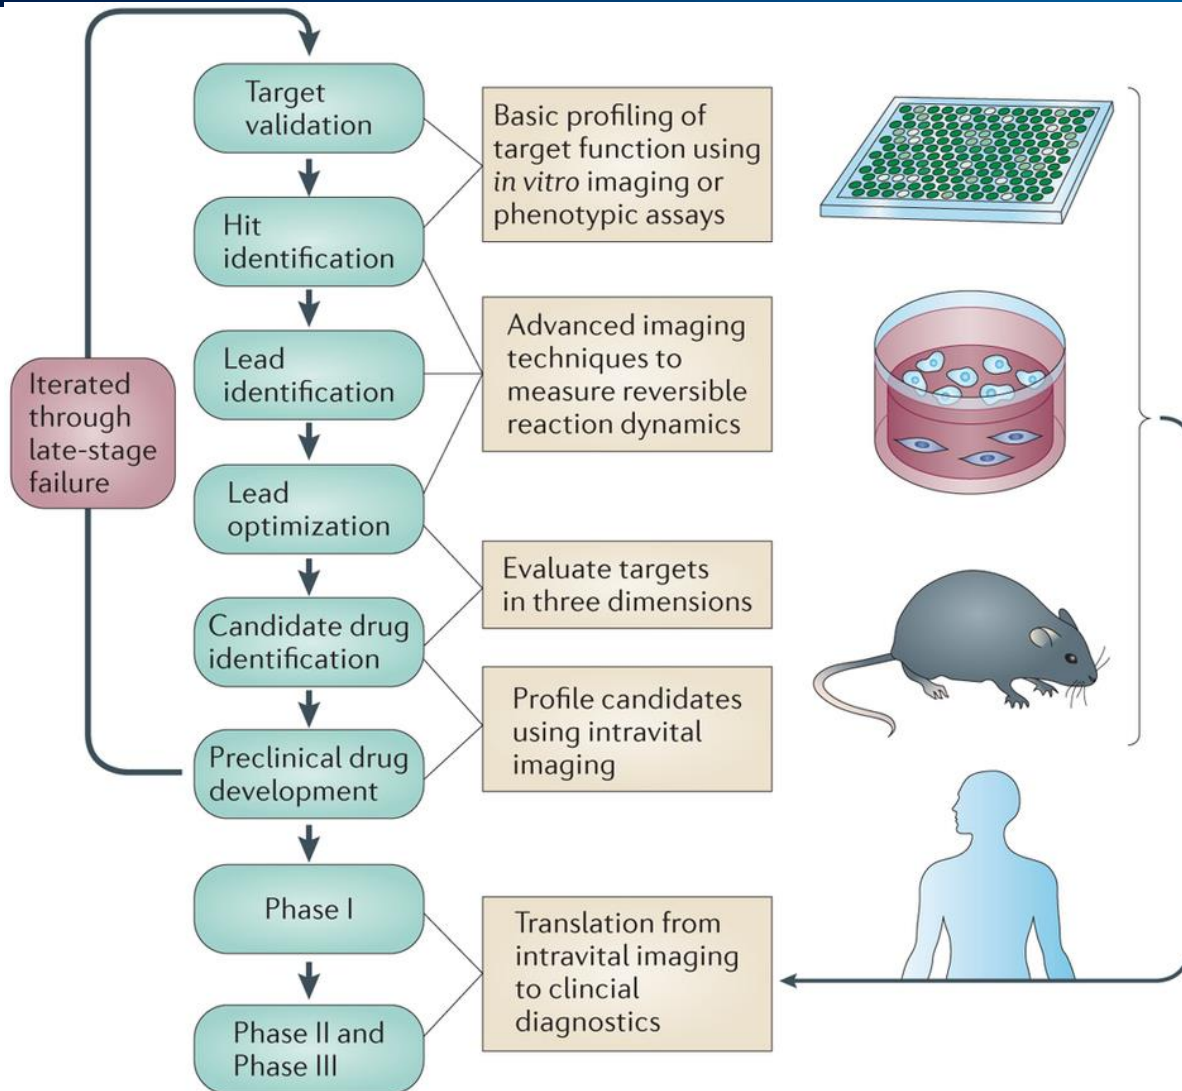 Target
validation
Basic profiling of
target function using
in vitro imaging or
phenotypic assays
Hit
identification
Lead
identification
Advanced imaging
techniques to
measure reversible
reaction dynamics
Iterated
through
late-stage
failure
Lead
optimization
Evaluate targets
in three dimensions
Candidate drug
identification
Profile candidates
using intravital
imaging
Preclinical drug
development
Phase I
Translation from
intravital imaging
to clincial
diagnostics
Phase II and
Phase III